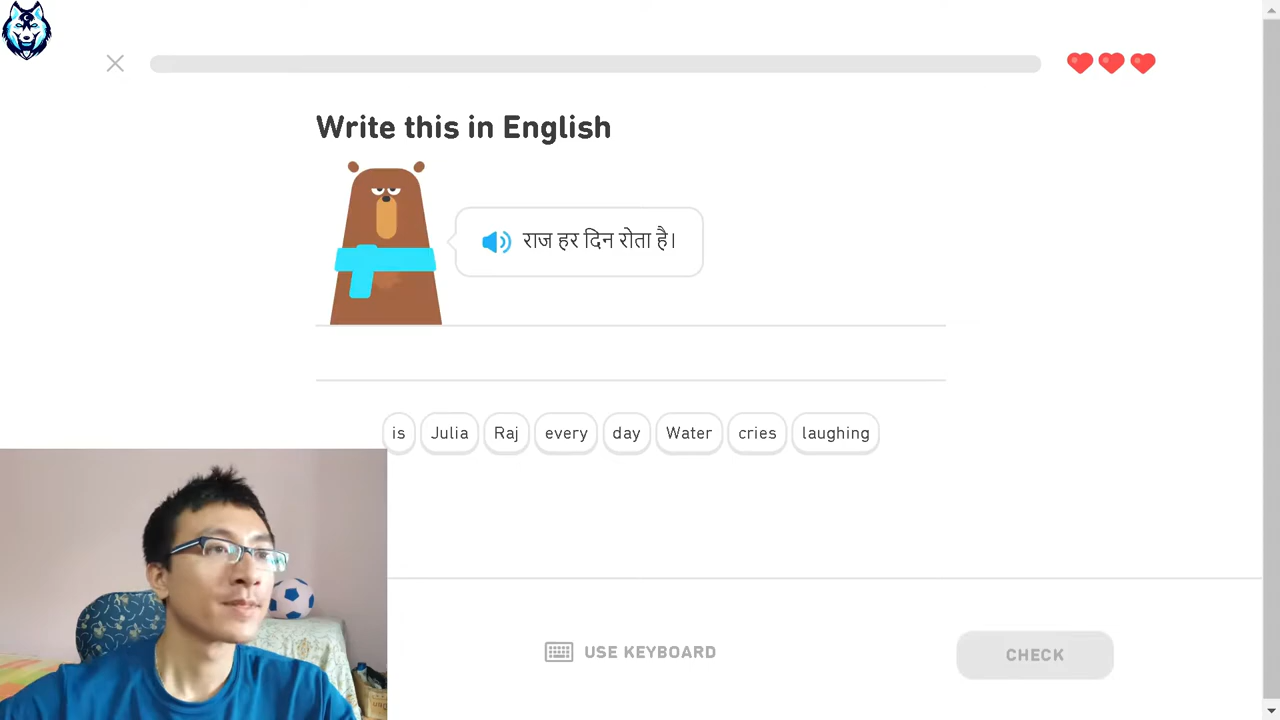 Write this in English
राज हर दिन रोता है।
is Julia Raj every day Water cries laughing
USE KEYBOARD
CHECK